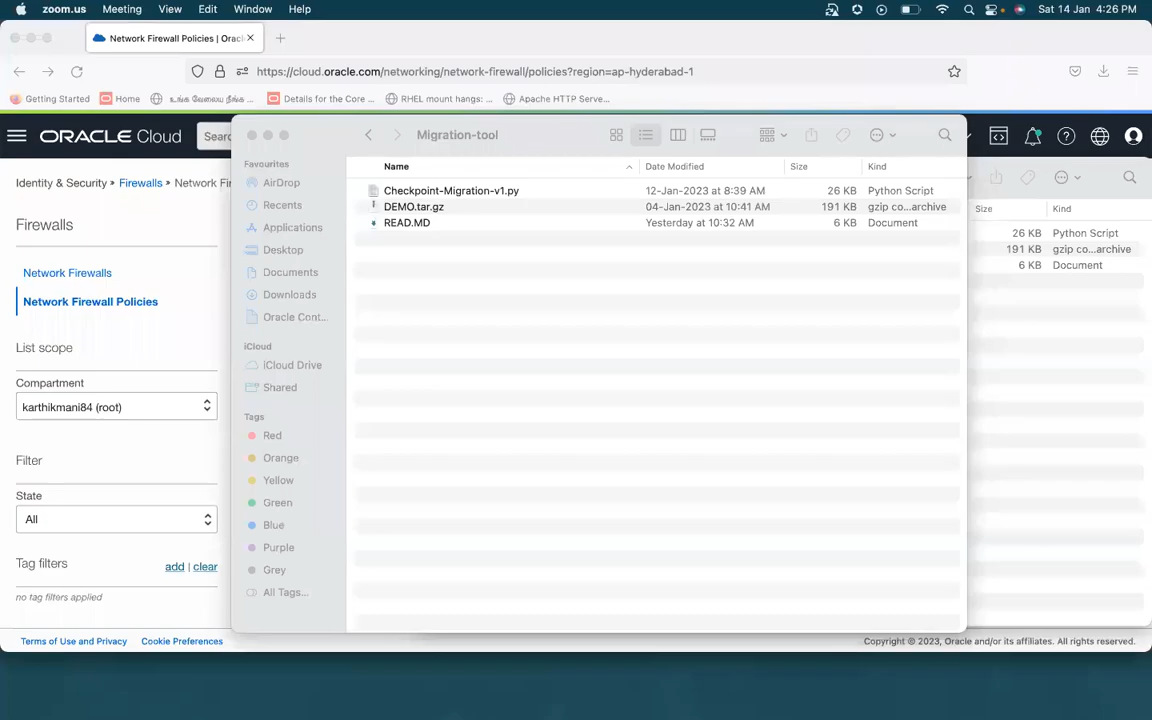 zoom.us Meeting View Edit Window Help Sat 14 Jan 4:26 PM
Network Firewall Policies | Orac
https://cloud.oracle.com/networking/network-firewall/policies?region=ap-hyderabad-1
Getting Started Home உங்க வேலைய நீங்க ... Details for the Core ... RHEL mount hangs: ... Apache HTTP Serve...
ORACLE Cloud Searc
Migration-tool
Identity & Security » Firewalls » Network Fi
Firewalls
Network Firewalls
Network Firewall Policies
List scope
Compartment
karthikmani84 (root)
Filter
State
All
Tag filters add | clear
no tag filters applied
Favourites
AirDrop
Recents
Applications
Desktop
Documents
Downloads
Oracle Cont...
iCloud
iCloud Drive
Shared
Tags
Red
Orange
Yellow
Green
Blue
Purple
Grey
All Tags...
Name Date Modified Size Kind
Checkpoint-Migration-v1.py 12-Jan-2023 at 8:39 AM 26 KB Python Script
DEMO.tar.gz 04-Jan-2023 at 10:41 AM 191 KB gzip co...archive
READ.MD Yesterday at 10:32 AM 6 KB Document
Size Kind
26 KB Python Script
191 KB gzip co...archive
6 KB Document
Terms of Use and Privacy Cookie Preferences Copyright © 2023, Oracle and/or its affiliates. All rights reserved.